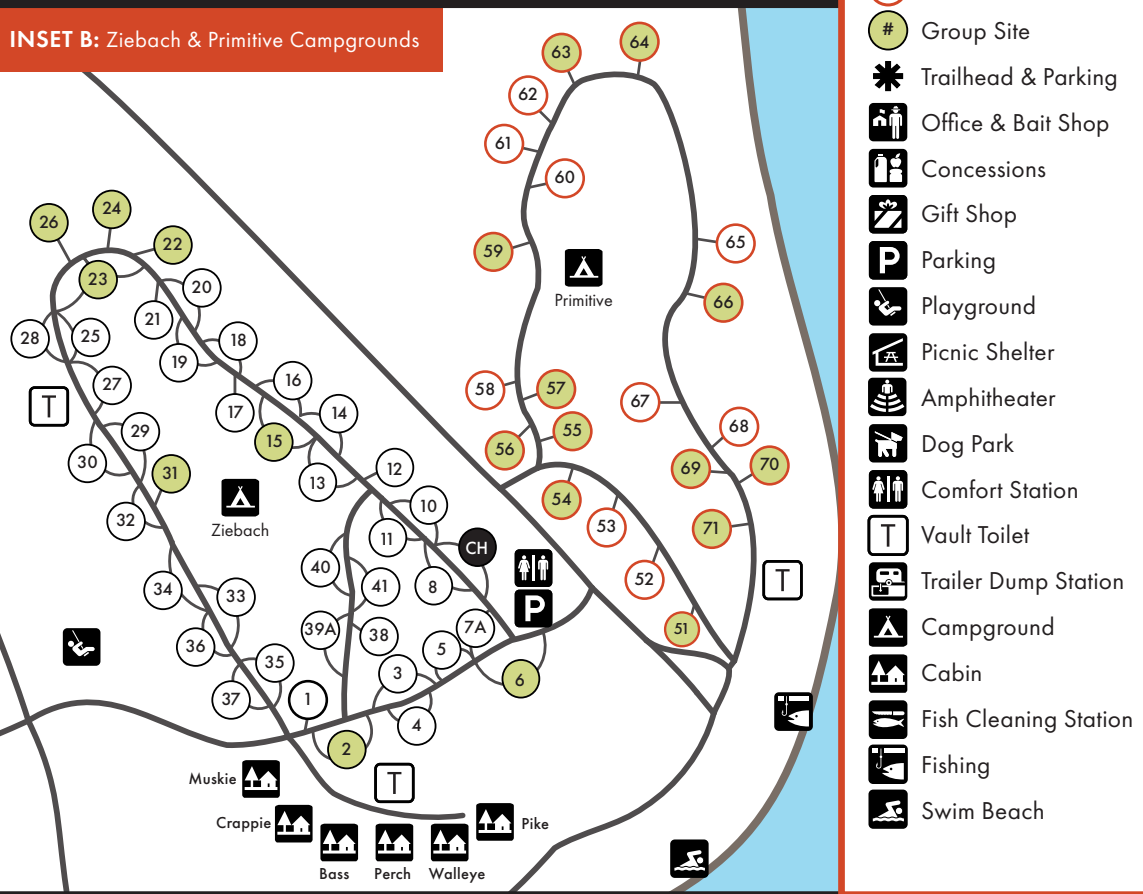 INSET B: Ziebach & Primitive Campgrounds
63
64
62
61
60
59
65
66
Primitive
58
57
56
55
67
68
69
70
54
53
71
52
T
51
26
24
22
23
20
21
28
25
18
19
27
16
T
17
14
15
29
30
31
12
13
Ziebach
32
10
11
CH
40
8
41
P
34
33
39A
38
7A
36
5
35
3
6
37
1
4
2
Muskie
T
Crappie
Pike
Bass
Perch
Walleye
# Group Site
Trailhead & Parking
Office & Bait Shop
Concessions
Gift Shop
P Parking
Playground
Picnic Shelter
Amphitheater
Dog Park
Comfort Station
T Vault Toilet
Trailer Dump Station
Campground
Cabin
Fish Cleaning Station
Fishing
Swim Beach